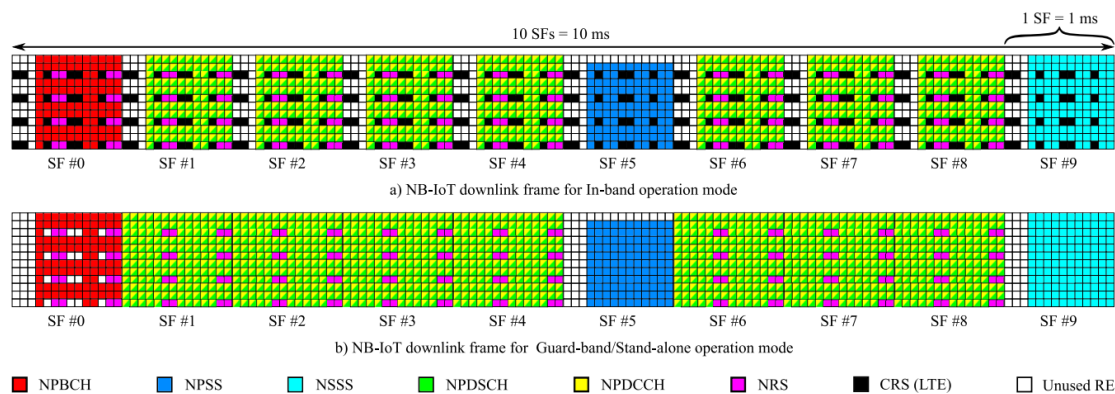 1 SF = 1 ms
10 SFs = 10 ms
SF #0 SF #1 SF #2 SF #3 SF #4 SF #5 SF #6 SF #7 SF #8 SF #9
a) NB-IoT downlink frame for In-band operation mode
SF #0 SF #1 SF #2 SF #3 SF #4 SF #5 SF #6 SF #7 SF #8 SF #9
b) NB-IoT downlink frame for Guard-band/Stand-alone operation mode
NPBCH NPSS NSSS NPDSCH NPDCCH NRS CRS (LTE) Unused RE